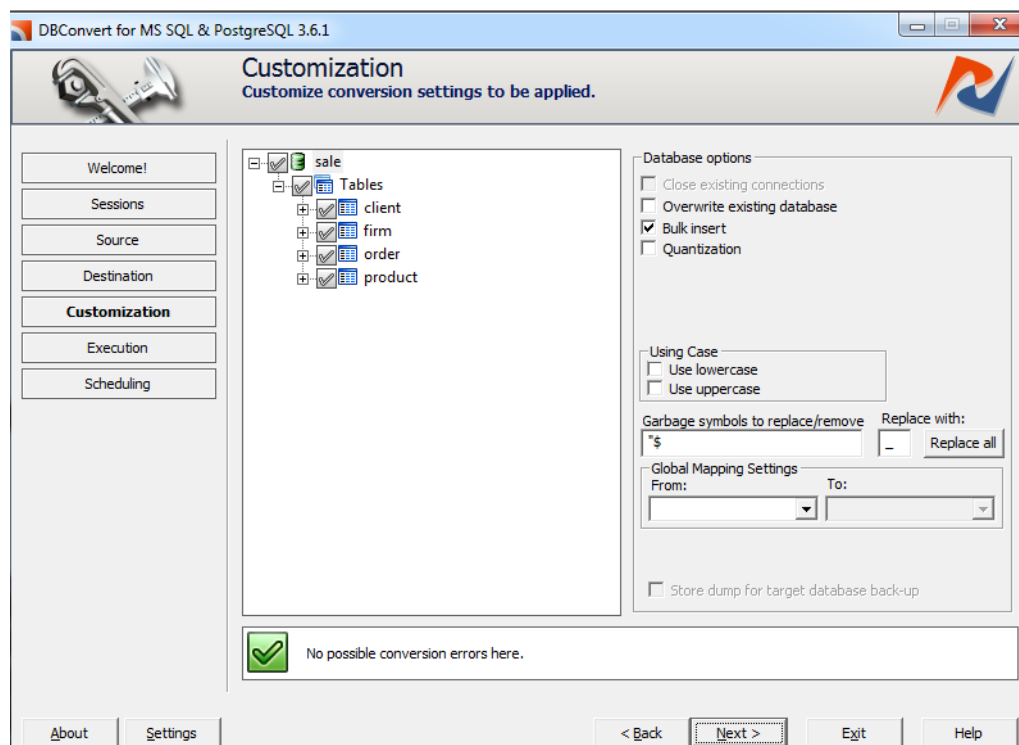 DBConvert for MS SQL & PostgreSQL 3.6.1
Customization
Customize conversion settings to be applied.
Welcome!
Sessions
Source
Destination
Customization
Execution
Scheduling
sale
Tables
client
firm
order
product
Database options
Close existing connections
Overwrite existing database
Bulk insert
Quantization
Using Case
Use lowercase
Use uppercase
Garbage symbols to replace/remove Replace with:
"$ _ Replace all
Global Mapping Settings
From: To:
Store dump for target database back-up
No possible conversion errors here.
About Settings < Back Next > Exit Help